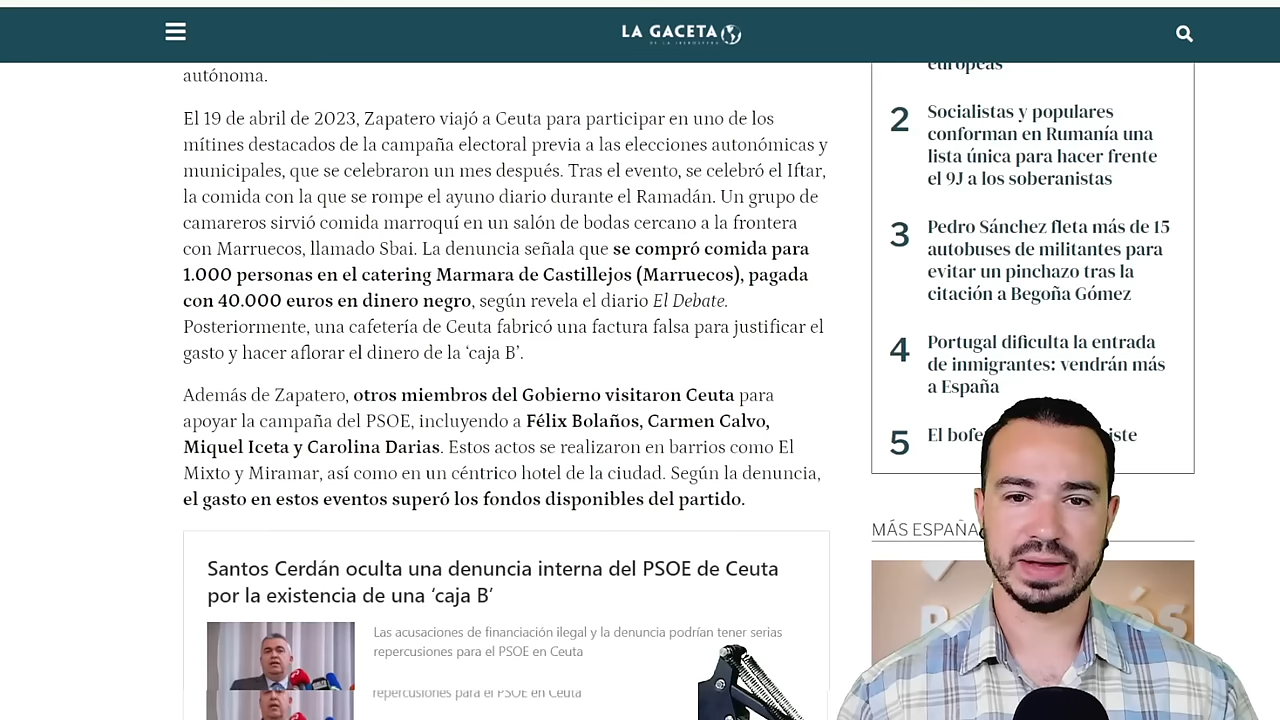 LA GACETA
DE LA IBEROSFERA
autónoma.
El 19 de abril de 2023, Zapatero viajó a Ceuta para participar en uno de los
mítines destacados de la campaña electoral previa a las elecciones autonómicas y
municipales, que se celebraron un mes después. Tras el evento, se celebró el Iftar,
la comida con la que se rompe el ayuno diario durante el Ramadán. Un grupo de
camareros sirvió comida marroquí en un salón de bodas cercano a la frontera
con Marruecos, llamado Sbai. La denuncia señala que se compró comida para
1.000 personas en el catering Marmara de Castillejos (Marruecos), pagada
con 40.000 euros en dinero negro, según revela el diario El Debate.
Posteriormente, una cafetería de Ceuta fabricó una factura falsa para justificar el
gasto y hacer aflorar el dinero de la ‘caja B’.
Además de Zapatero, otros miembros del Gobierno visitaron Ceuta para
apoyar la campaña del PSOE, incluyendo a Félix Bolaños, Carmen Calvo,
Miquel Iceta y Carolina Darias. Estos actos se realizaron en barrios como El
Mixto y Miramar, así como en un céntrico hotel de la ciudad. Según la denuncia,
el gasto en estos eventos superó los fondos disponibles del partido.
Santos Cerdán oculta una denuncia interna del PSOE de Ceuta
por la existencia de una ‘caja B’
Las acusaciones de financiación ilegal y la denuncia podrían tener serias
repercusiones para el PSOE en Ceuta
repercusiones para el PSOE en Ceuta
europeas
2
Socialistas y populares
conforman en Rumanía una
lista única para hacer frente
el 9J a los soberanistas
3
Pedro Sánchez fleta más de 15
autobuses de militantes para
evitar un pinchazo tras la
citación a Begoña Gómez
4
Portugal dificulta la entrada
de inmigrantes: vendrán más
a España
5
El bofe iste
MÁS ESPAÑA